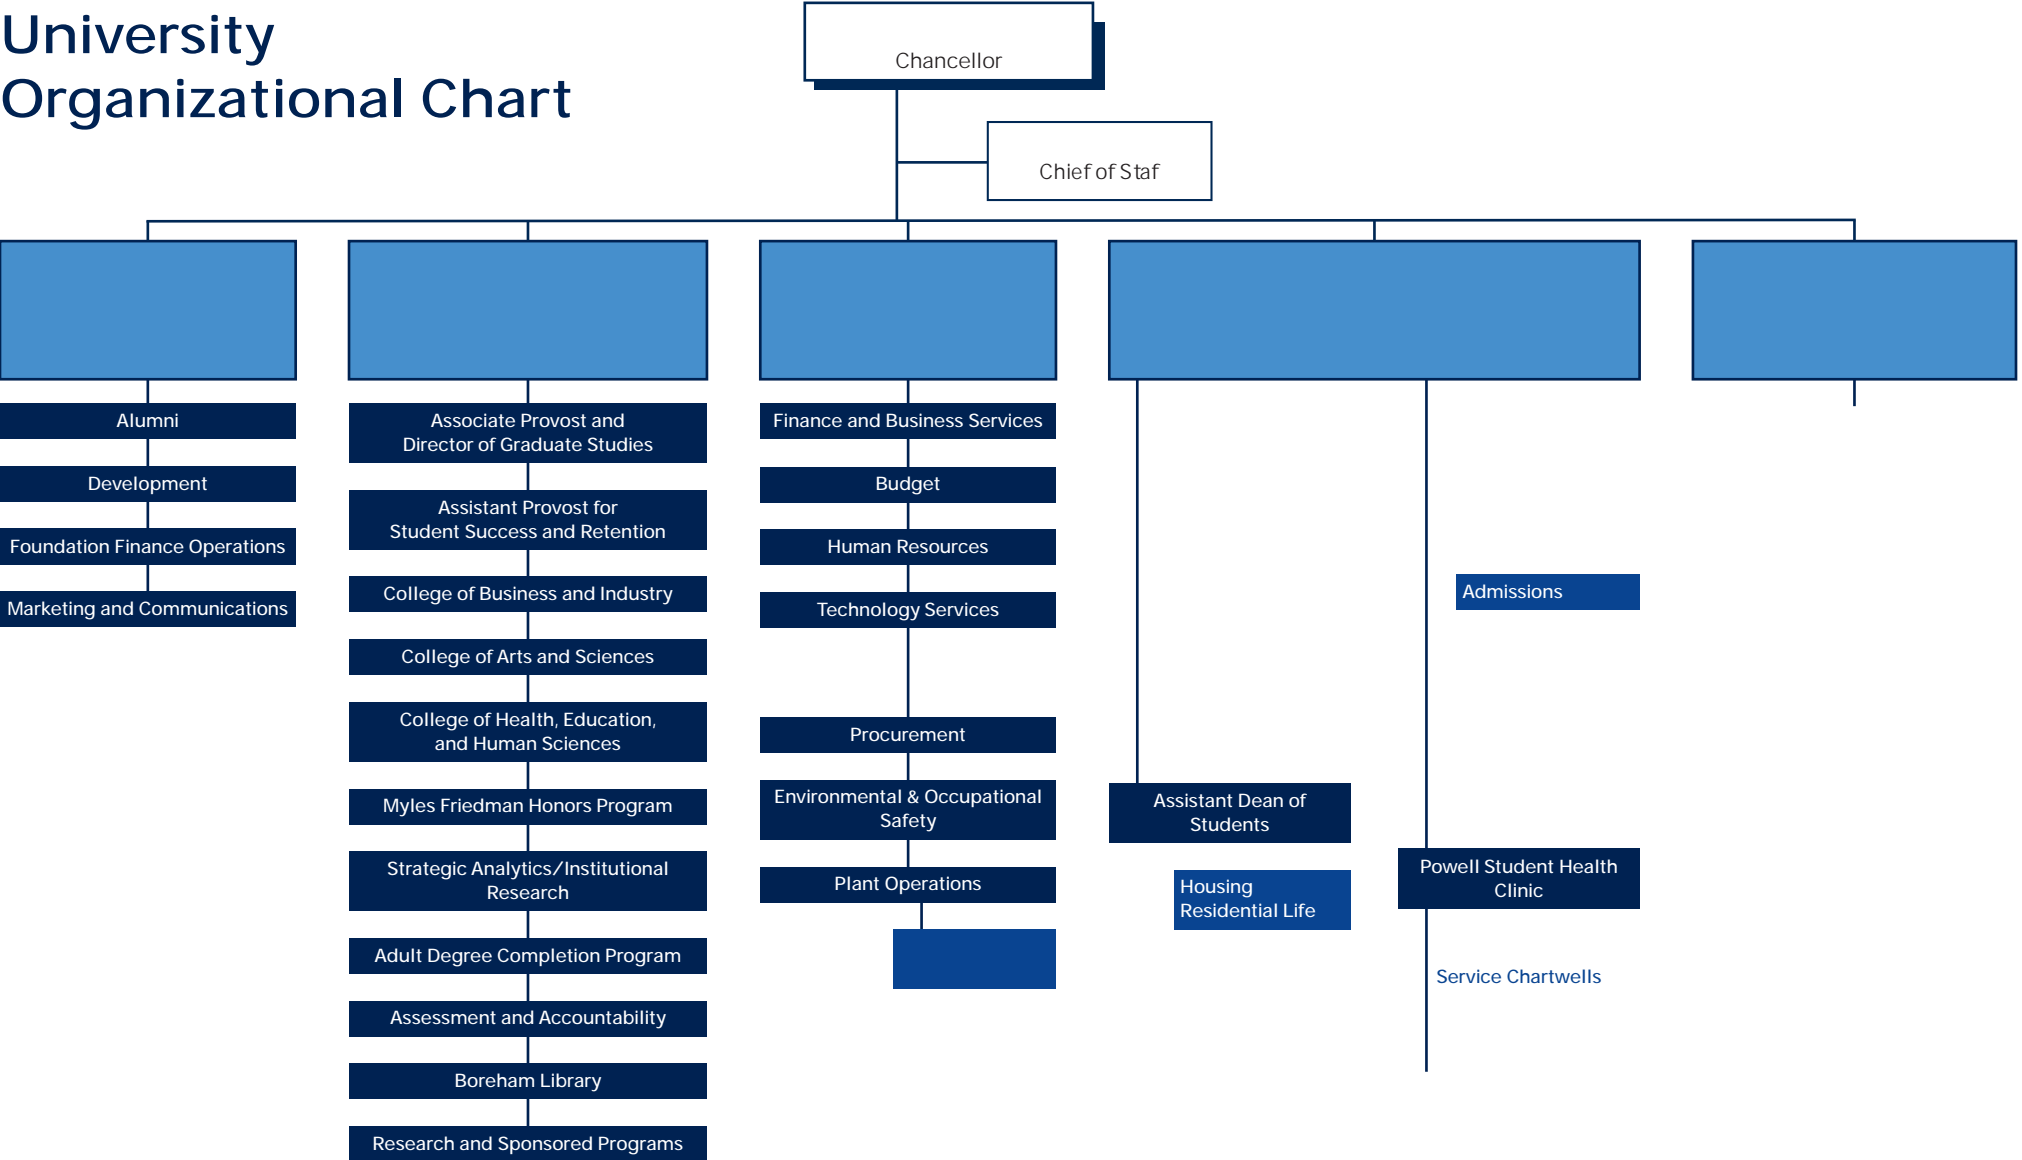 University
Organizational Chart
Chancellor
Chief of Staf
Alumni
Development
Foundation Finance Operations
Marketing and Communications
Associate Provost and
Director of Graduate Studies
Assistant Provost for
Student Success and Retention
College of Business and Industry
College of Arts and Sciences
College of Health, Education,
and Human Sciences
Myles Friedman Honors Program
Strategic Analytics/Institutional
Research
Adult Degree Completion Program
Assessment and Accountability
Boreham Library
Research and Sponsored Programs
Finance and Business Services
Budget
Human Resources
Technology Services
Procurement
Environmental & Occupational
Safety
Plant Operations
Assistant Dean of
Students
Housing
Residential Life
Admissions
Powell Student Health
Clinic
Service Chartwells